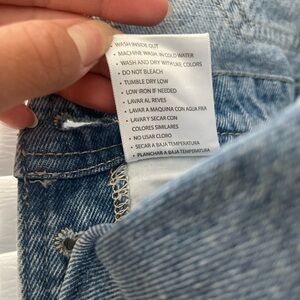 • WASH INSIDE OUT
• MACHINE WASH IN COLD WATER
• WASH AND DRY WITH LIKE COLORS
• DO NOT BLEACH
• TUMBLE DRY LOW
• LOW IRON IF NEEDED
• LAVAR AL REVES
• LAVAR A MAQUINA CON AGUA FRIA
• LAVAR Y SECAR CON
COLORES SIMILARES
• NO USAR CLORO
• SECAR A BAJA TEMPERATURA
• PLANCHAR A BAJA TEMPERATURA